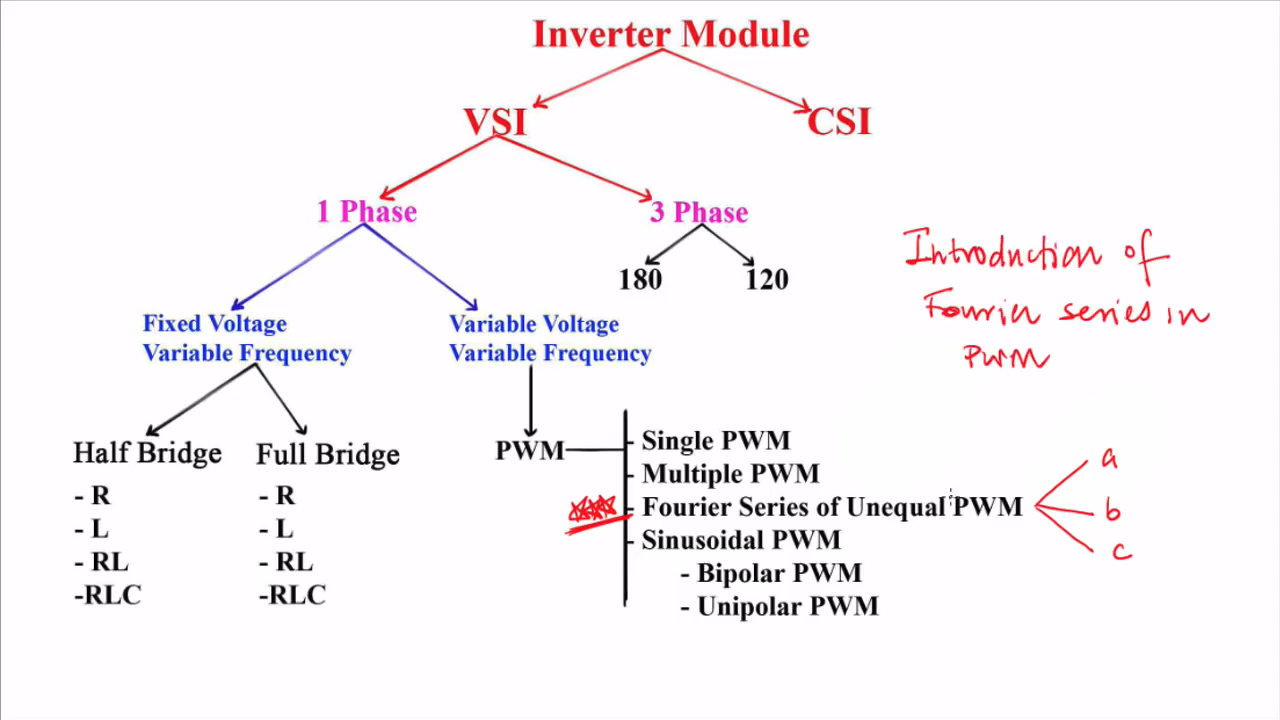 Inverter Module
VSI
CSI
1 Phase
3 Phase
180
120
Introduction of
Fourier series in
PWM
Fixed Voltage
Variable Frequency
Variable Voltage
Variable Frequency
Half Bridge
- R
- L
- RL
-RLC
Full Bridge
- R
- L
- RL
-RLC
PWM
- Single PWM
- Multiple PWM
- Fourier Series of Unequal PWM
- Sinusoidal PWM
- Bipolar PWM
- Unipolar PWM
a
b
c